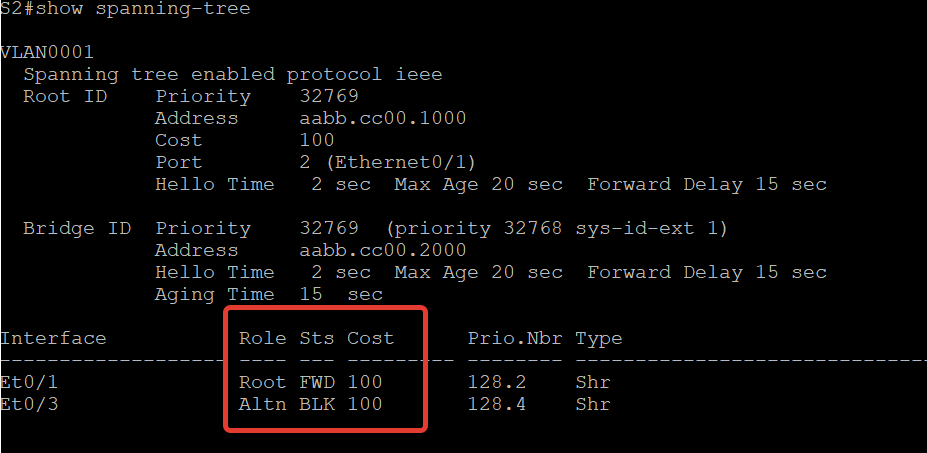 S2#show spanning-tree
VLAN0001
  Spanning tree enabled protocol ieee
  Root ID    Priority    32769
             Address     aabb.cc00.1000
             Cost        100
             Port        2 (Ethernet0/1)
             Hello Time   2 sec  Max Age 20 sec  Forward Delay 15 sec
  Bridge ID  Priority    32769  (priority 32768 sys-id-ext 1)
             Address     aabb.cc00.2000
             Hello Time   2 sec  Max Age 20 sec  Forward Delay 15 sec
             Aging Time  15  sec
Interface           Role Sts Cost      Prio.Nbr Type
------------------- ---- --- --------- -------- --------------------------------
Et0/1               Root FWD 100       128.2    Shr
Et0/3               Altn BLK 100       128.4    Shr